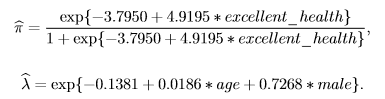 π̂ = exp{−3.7950 + 4.9195 ∗ excellent_health} / 1 + exp{−3.7950 + 4.9195 ∗ excellent_health},
λ̂ = exp{−0.1381 + 0.0186 ∗ age + 0.7268 ∗ male}.